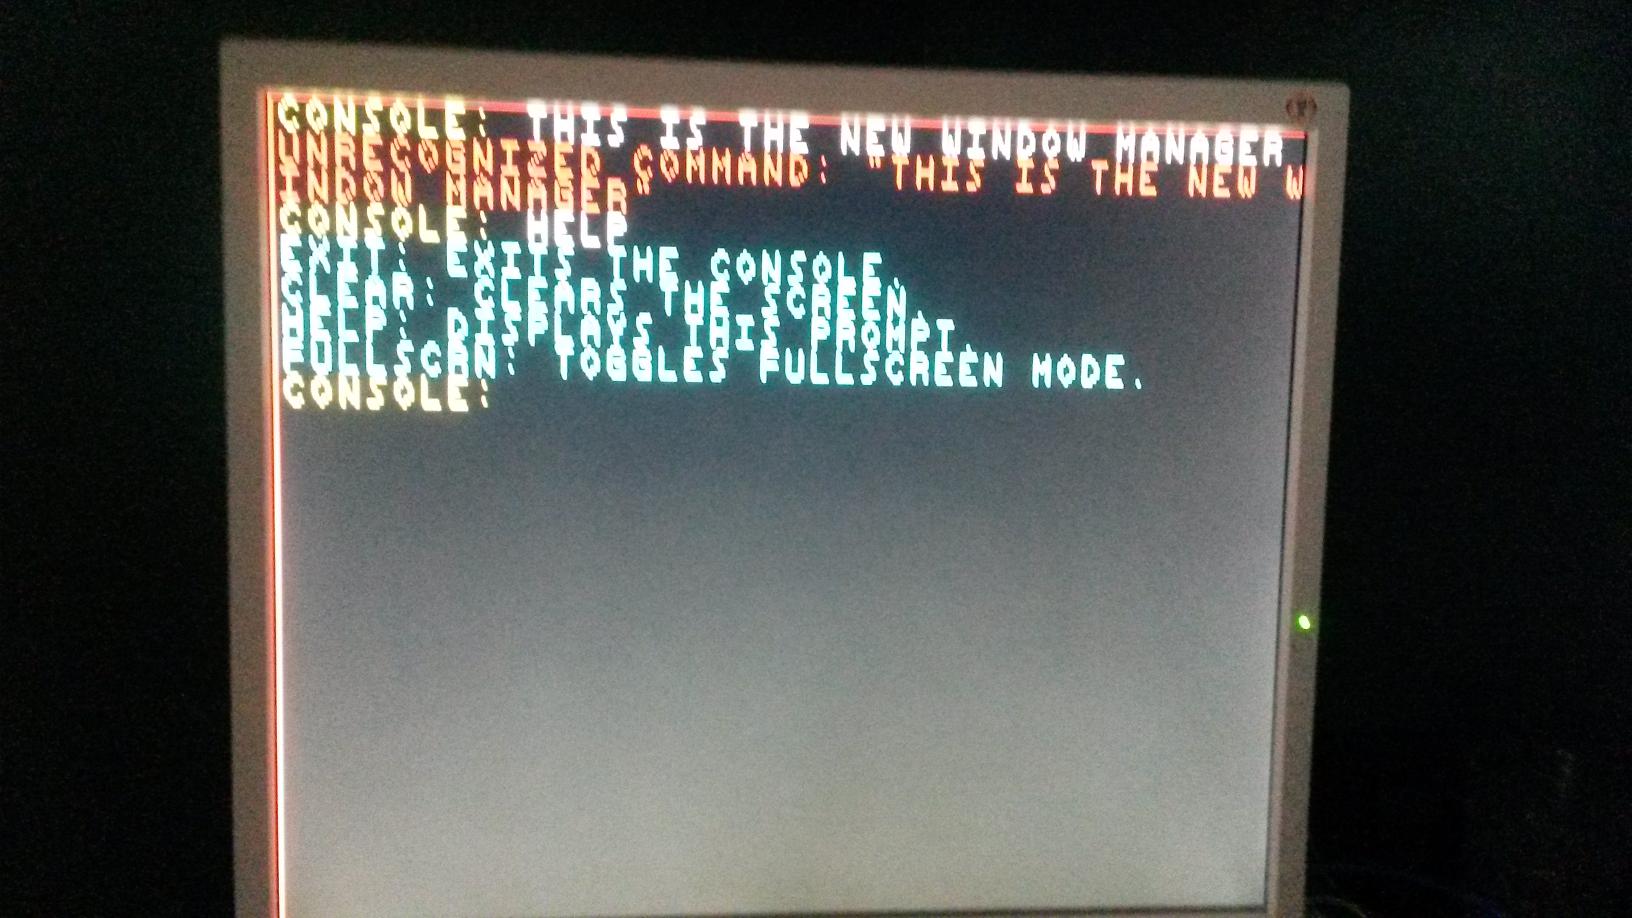 CONSOLE: THIS IS THE NEW WINDOW MANAGER
UNRECOGNIZED COMMAND: "THIS IS THE NEW W
INDOW MANAGER"
CONSOLE: HELP
EXIT: EXITS THE CONSOLE.
CLEAR: CLEARS THE SCREEN.
HELP: DISPLAYS THIS PROMPT.
FULLSCRN: TOGGLES FULLSCREEN MODE.
CONSOLE: